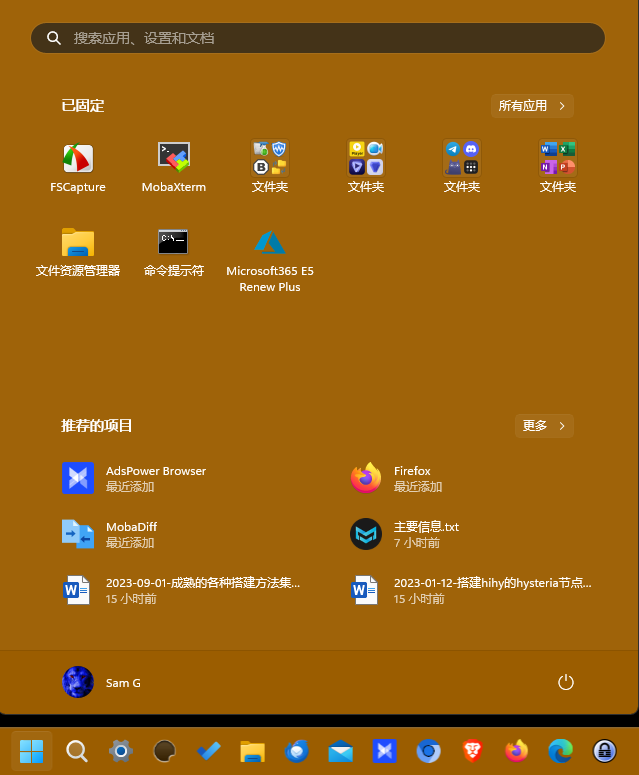 搜索应用、设置和文档
已固定
所有应用
FSCapture
MobaXterm
文件夹
文件夹
文件夹
文件夹
文件资源管理器
命令提示符
Microsoft365 E5
Renew Plus
推荐的项目
更多
AdsPower Browser
最近添加
Firefox
最近添加
MobaDiff
最近添加
主要信息.txt
7 小时前
2023-09-01-成熟的各种搭建方法集...
15 小时前
2023-01-12-搭建hihy的hysteria节点...
15 小时前
Sam G